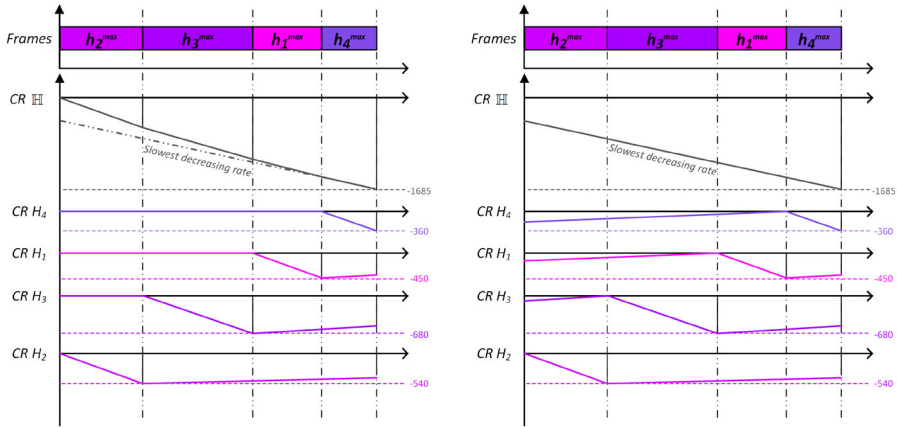 Frames h₂ᵐᵃˣ h₃ᵐᵃˣ h₁ᵐᵃˣ h₄ᵐᵃˣ
CR ℍ
Slowest decreasing rate
-1685
CR H₄
-360
CR H₁
-450
CR H₃
-680
CR H₂
-540
Frames h₂ᵐᵃˣ h₃ᵐᵃˣ h₁ᵐᵃˣ h₄ᵐᵃˣ
CR ℍ
Slowest decreasing rate
-1685
CR H₄
-360
CR H₁
-450
CR H₃
-680
CR H₂
-540